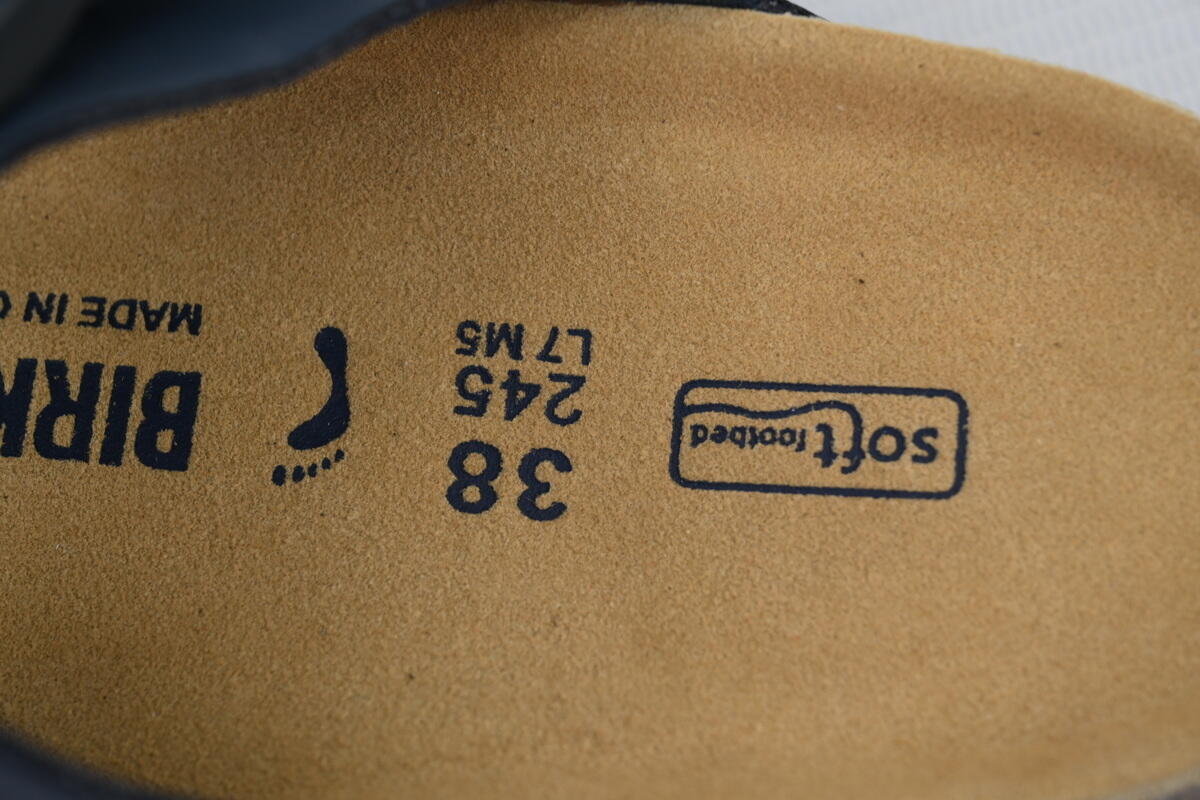 soft footbed
38
245
L7 M5
BIRK
MADE IN